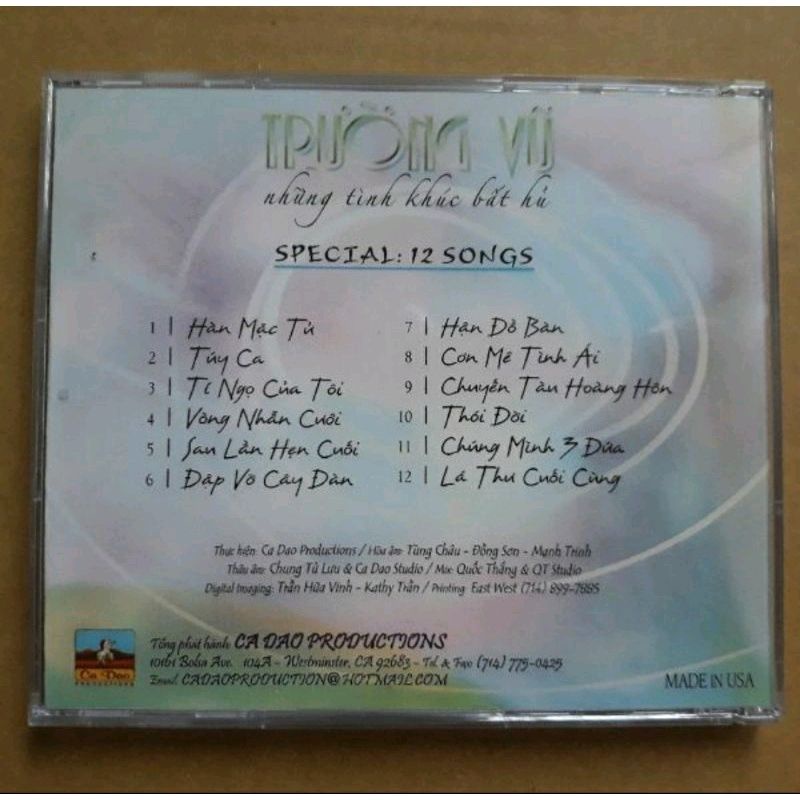 TRƯỜNG VŨ
những tình khúc bất hủ
SPECIAL: 12 SONGS
1 | Hàn Mặc Tử
2 | Túy Ca
3 | Tí Ngọ Của Tôi
4 | Vòng Nhẫn Cưới
5 | Sau Lần Hẹn Cuối
6 | Đập Vỡ Cây Đàn
7 | Hận Đồ Bàn
8 | Cơn Mê Tình Ái
9 | Chuyến Tàu Hoàng Hôn
10 | Thói Đời
11 | Chúng Mình 3 Đứa
12 | Lá Thư Cuối Cùng
Thực hiện: Ca Dao Productions / Hòa âm: Tùng Châu - Đồng Sơn - Mạnh Trinh
Thâu âm: Chung Tử Lưu & Ca Dao Studio / Mix: Quốc Thắng & QT Studio
Digital Imaging: Trần Hữu Vinh - Kathy Trần / Printing: East West (714) 899-7885
Tổng phát hành: CA DAO PRODUCTIONS
10161 Bolsa Ave. 104A - Westminster, CA 92683 - Tel. & Fax: (714) 775-0425
Email: CADAOPRODUCTION@HOTMAIL.COM
Ca Dao
PRODUCTIONS
MADE IN USA